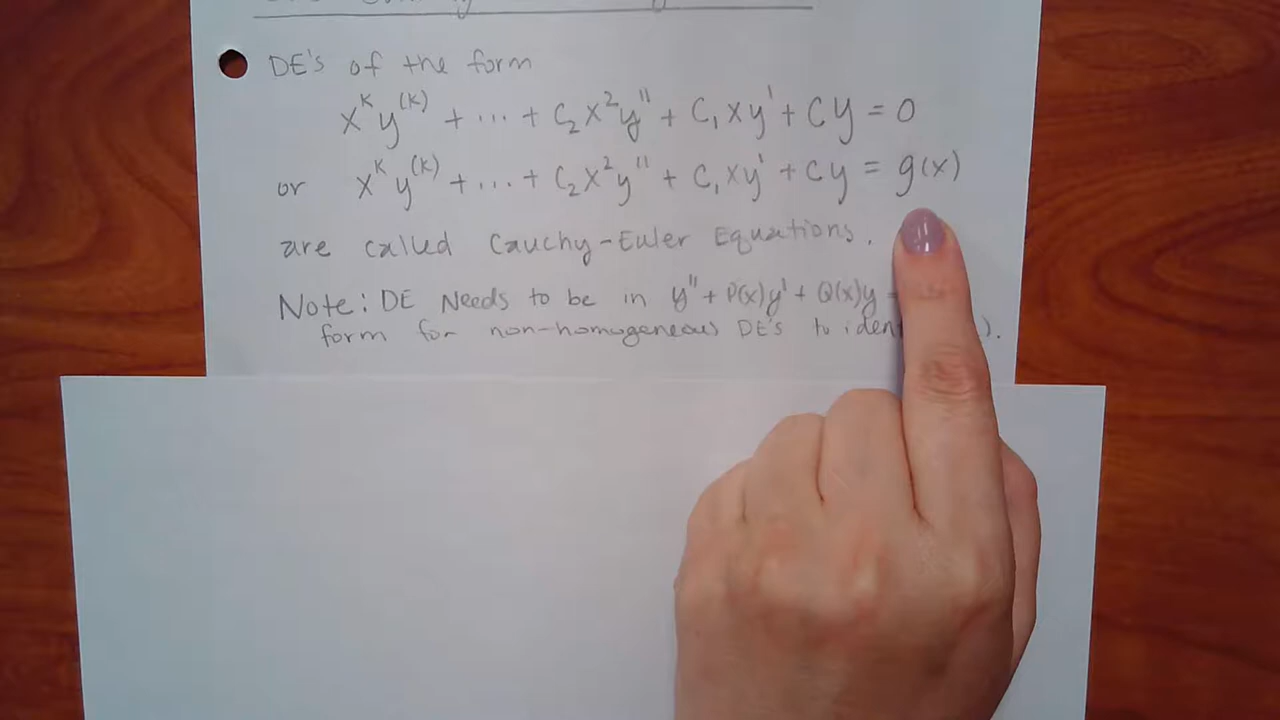 DE's of the form
x^k y^(k) + ... + C₂x²y'' + C₁xy' + Cy = 0
or x^k y^(k) + ... + C₂x²y'' + C₁xy' + Cy = g(x)
are called Cauchy-Euler Equations.
Note: DE Needs to be in y'' + P(x)y' + Q(x)y
form for non-homogeneous DE's to ).